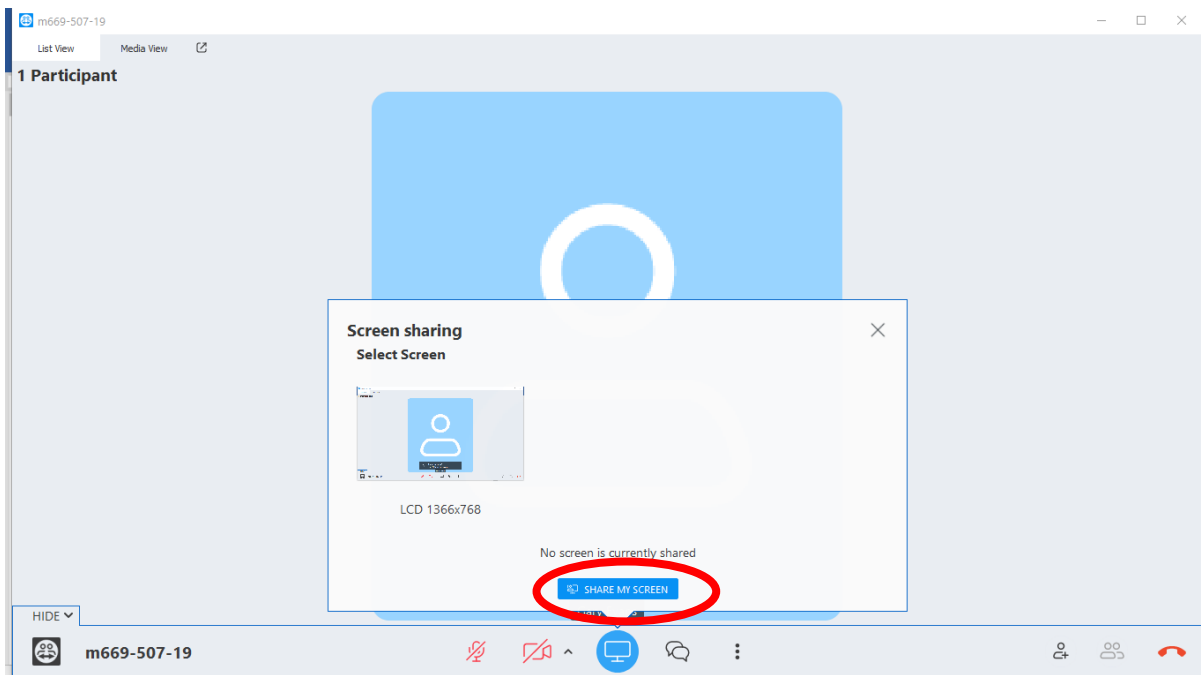 m669-507-19
List View Media View
1 Participant
Screen sharing
Select Screen
LCD 1366x768
No screen is currently shared
SHARE MY SCREEN
HIDE
m669-507-19